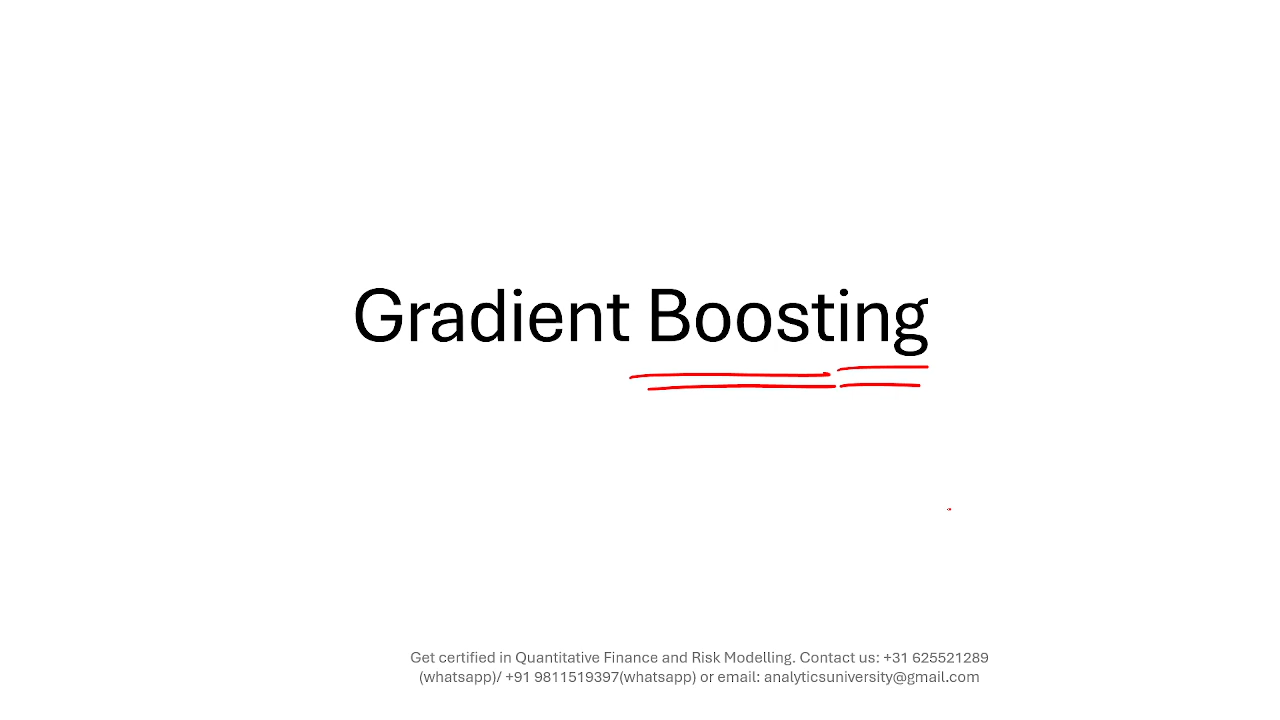 Gradient Boosting
Get certified in Quantitative Finance and Risk Modelling. Contact us: +31 625521289
(whatsapp)/ +91 9811519397(whatsapp) or email: analyticsuniversity@gmail.com